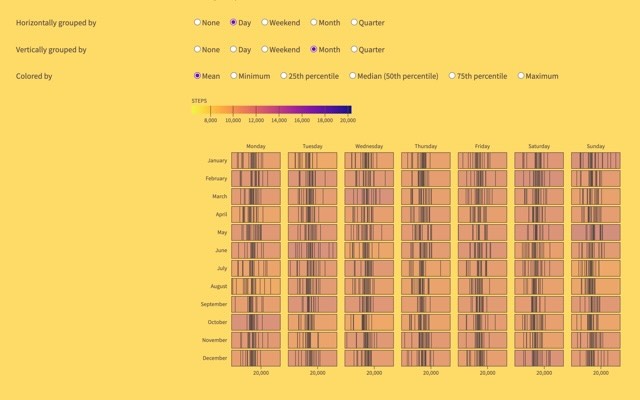 Horizontally grouped by None Day Weekend Month Quarter
Vertically grouped by None Day Weekend Month Quarter
Colored by Mean Minimum 25th percentile Median (50th percentile) 75th percentile Maximum
STEPS
8,000 10,000 12,000 14,000 16,000 18,000 20,000
Monday Tuesday Wednesday Thursday Friday Saturday Sunday
January
February
March
April
May
June
July
August
September
October
November
December
20,000 20,000 20,000 20,000 20,000 20,000 20,000